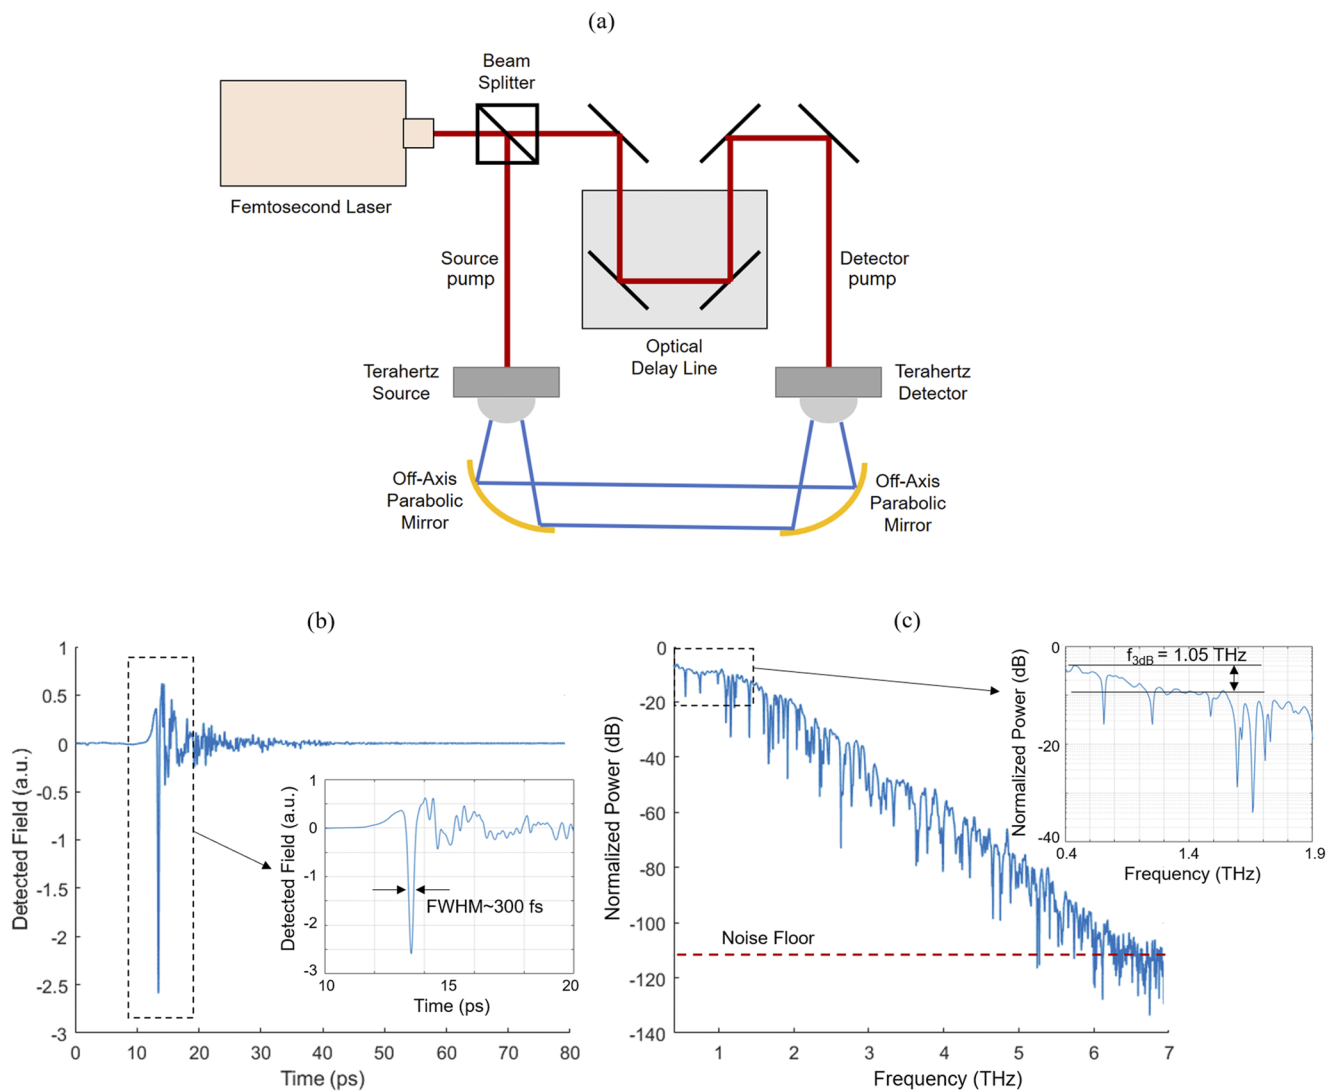 (a)
Beam
Splitter
Femtosecond Laser
Source
pump
Detector
pump
Optical
Delay Line
Terahertz
Source
Terahertz
Detector
Off-Axis
Parabolic
Mirror
Off-Axis
Parabolic
Mirror
(b)
Detected Field (a.u.)
1
0.5
0
-0.5
-1
-1.5
-2
-2.5
-3
0 10 20 30 40 50 60 70 80
Time (ps)
Detected Field (a.u.)
1
0
-1
-2
-3
FWHM~300 fs
10 15 20
Time (ps)
(c)
Normalized Power (dB)
0
-20
-40
-60
-80
-100
-120
-140
Noise Floor
1 2 3 4 5 6 7
Frequency (THz)
Normalized Power (dB)
0
-20
-40
f3dB = 1.05 THz
0.4 1.4 1.9
Frequency (THz)